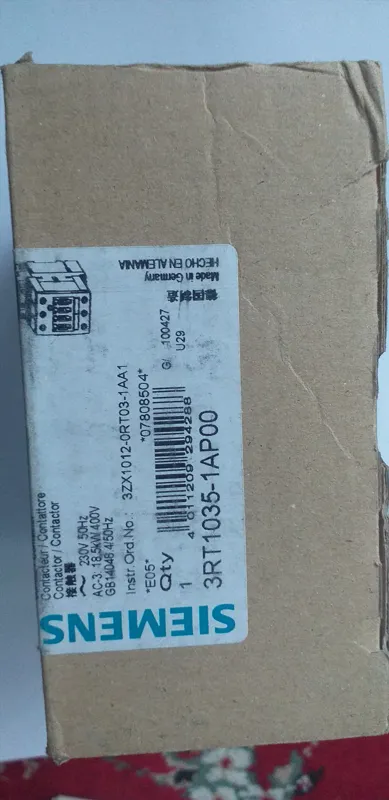 SIEMENS
Contacteur / Contattore
Contactor / Contactor
接触器
~ 230V 50Hz
AC-3: 18,5kW 400V
GB14048.4/50Hz
Instr.Ord.No.: 3ZX1012-0RT03-1AA1
*E05* *07808504*
Qty
1
4 011209 294288
3RT1035-1AP00
G/ 100427
U29
德国制造
Made in Germany
HECHO EN ALEMANIA